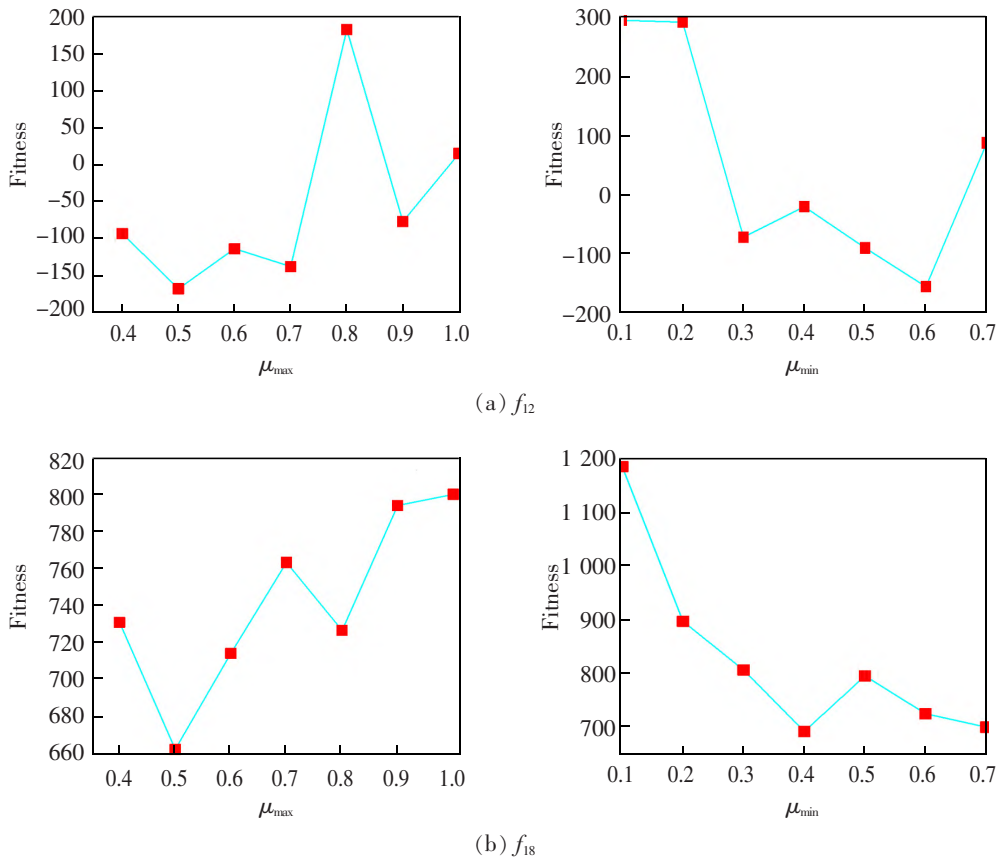 200
150
100
50
0
−50
−100
−150
−200
Fitness
0.4 0.5 0.6 0.7 0.8 0.9 1.0
μmax
300
300
100
0
−100
−200
Fitness
0.1 0.2 0.3 0.4 0.5 0.6 0.7
μmin
(a) f12
820
800
780
760
740
720
700
680
660
Fitness
0.4 0.5 0.6 0.7 0.8 0.9 1.0
μmax
1 200
1 100
1 000
900
800
700
Fitness
0.1 0.2 0.3 0.4 0.5 0.6 0.7
μmin
(b) f18